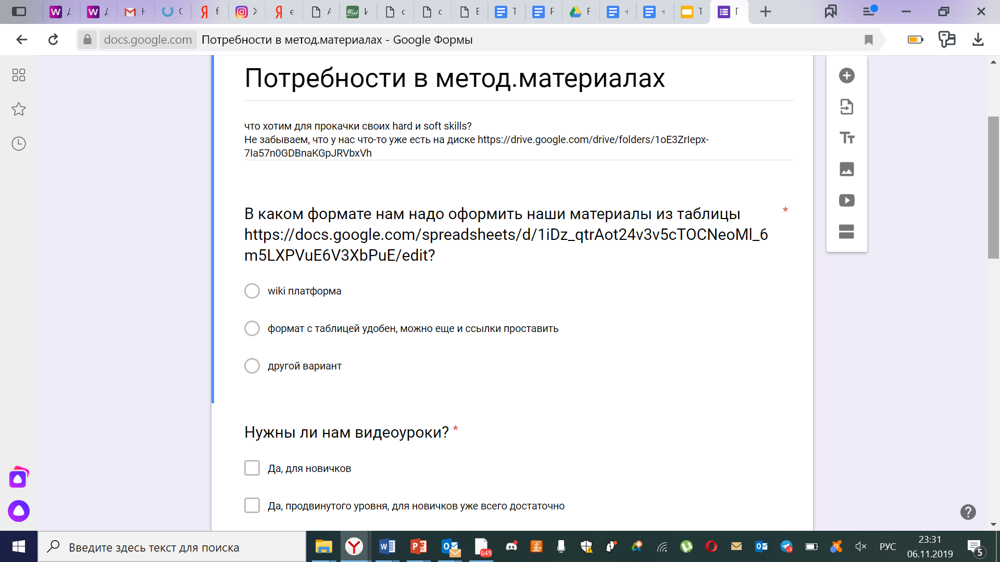 docs.google.com Потребности в метод.материалах - Google Формы
Потребности в метод.материалах
что хотим для прокачки своих hard и soft skills?
Не забываем, что у нас что-то уже есть на диске https://drive.google.com/drive/folders/1oE3ZrIepx-
7Ia57n0GDBnaKGpJRVbxVh
В каком формате нам надо оформить наши материалы из таблицы *
https://docs.google.com/spreadsheets/d/1iDz_qtrAot24v3v5cTOCNeoMl_6
m5LXPVuE6V3XbPuE/edit?
wiki платформа
формат с таблицей удобен, можно еще и ссылки проставить
другой вариант
Нужны ли нам видеоуроки? *
Да, для новичков
Да, продвинутого уровня, для новичков уже всего достаточно
Введите здесь текст для поиска
649
РУС
23:31
06.11.2019
5